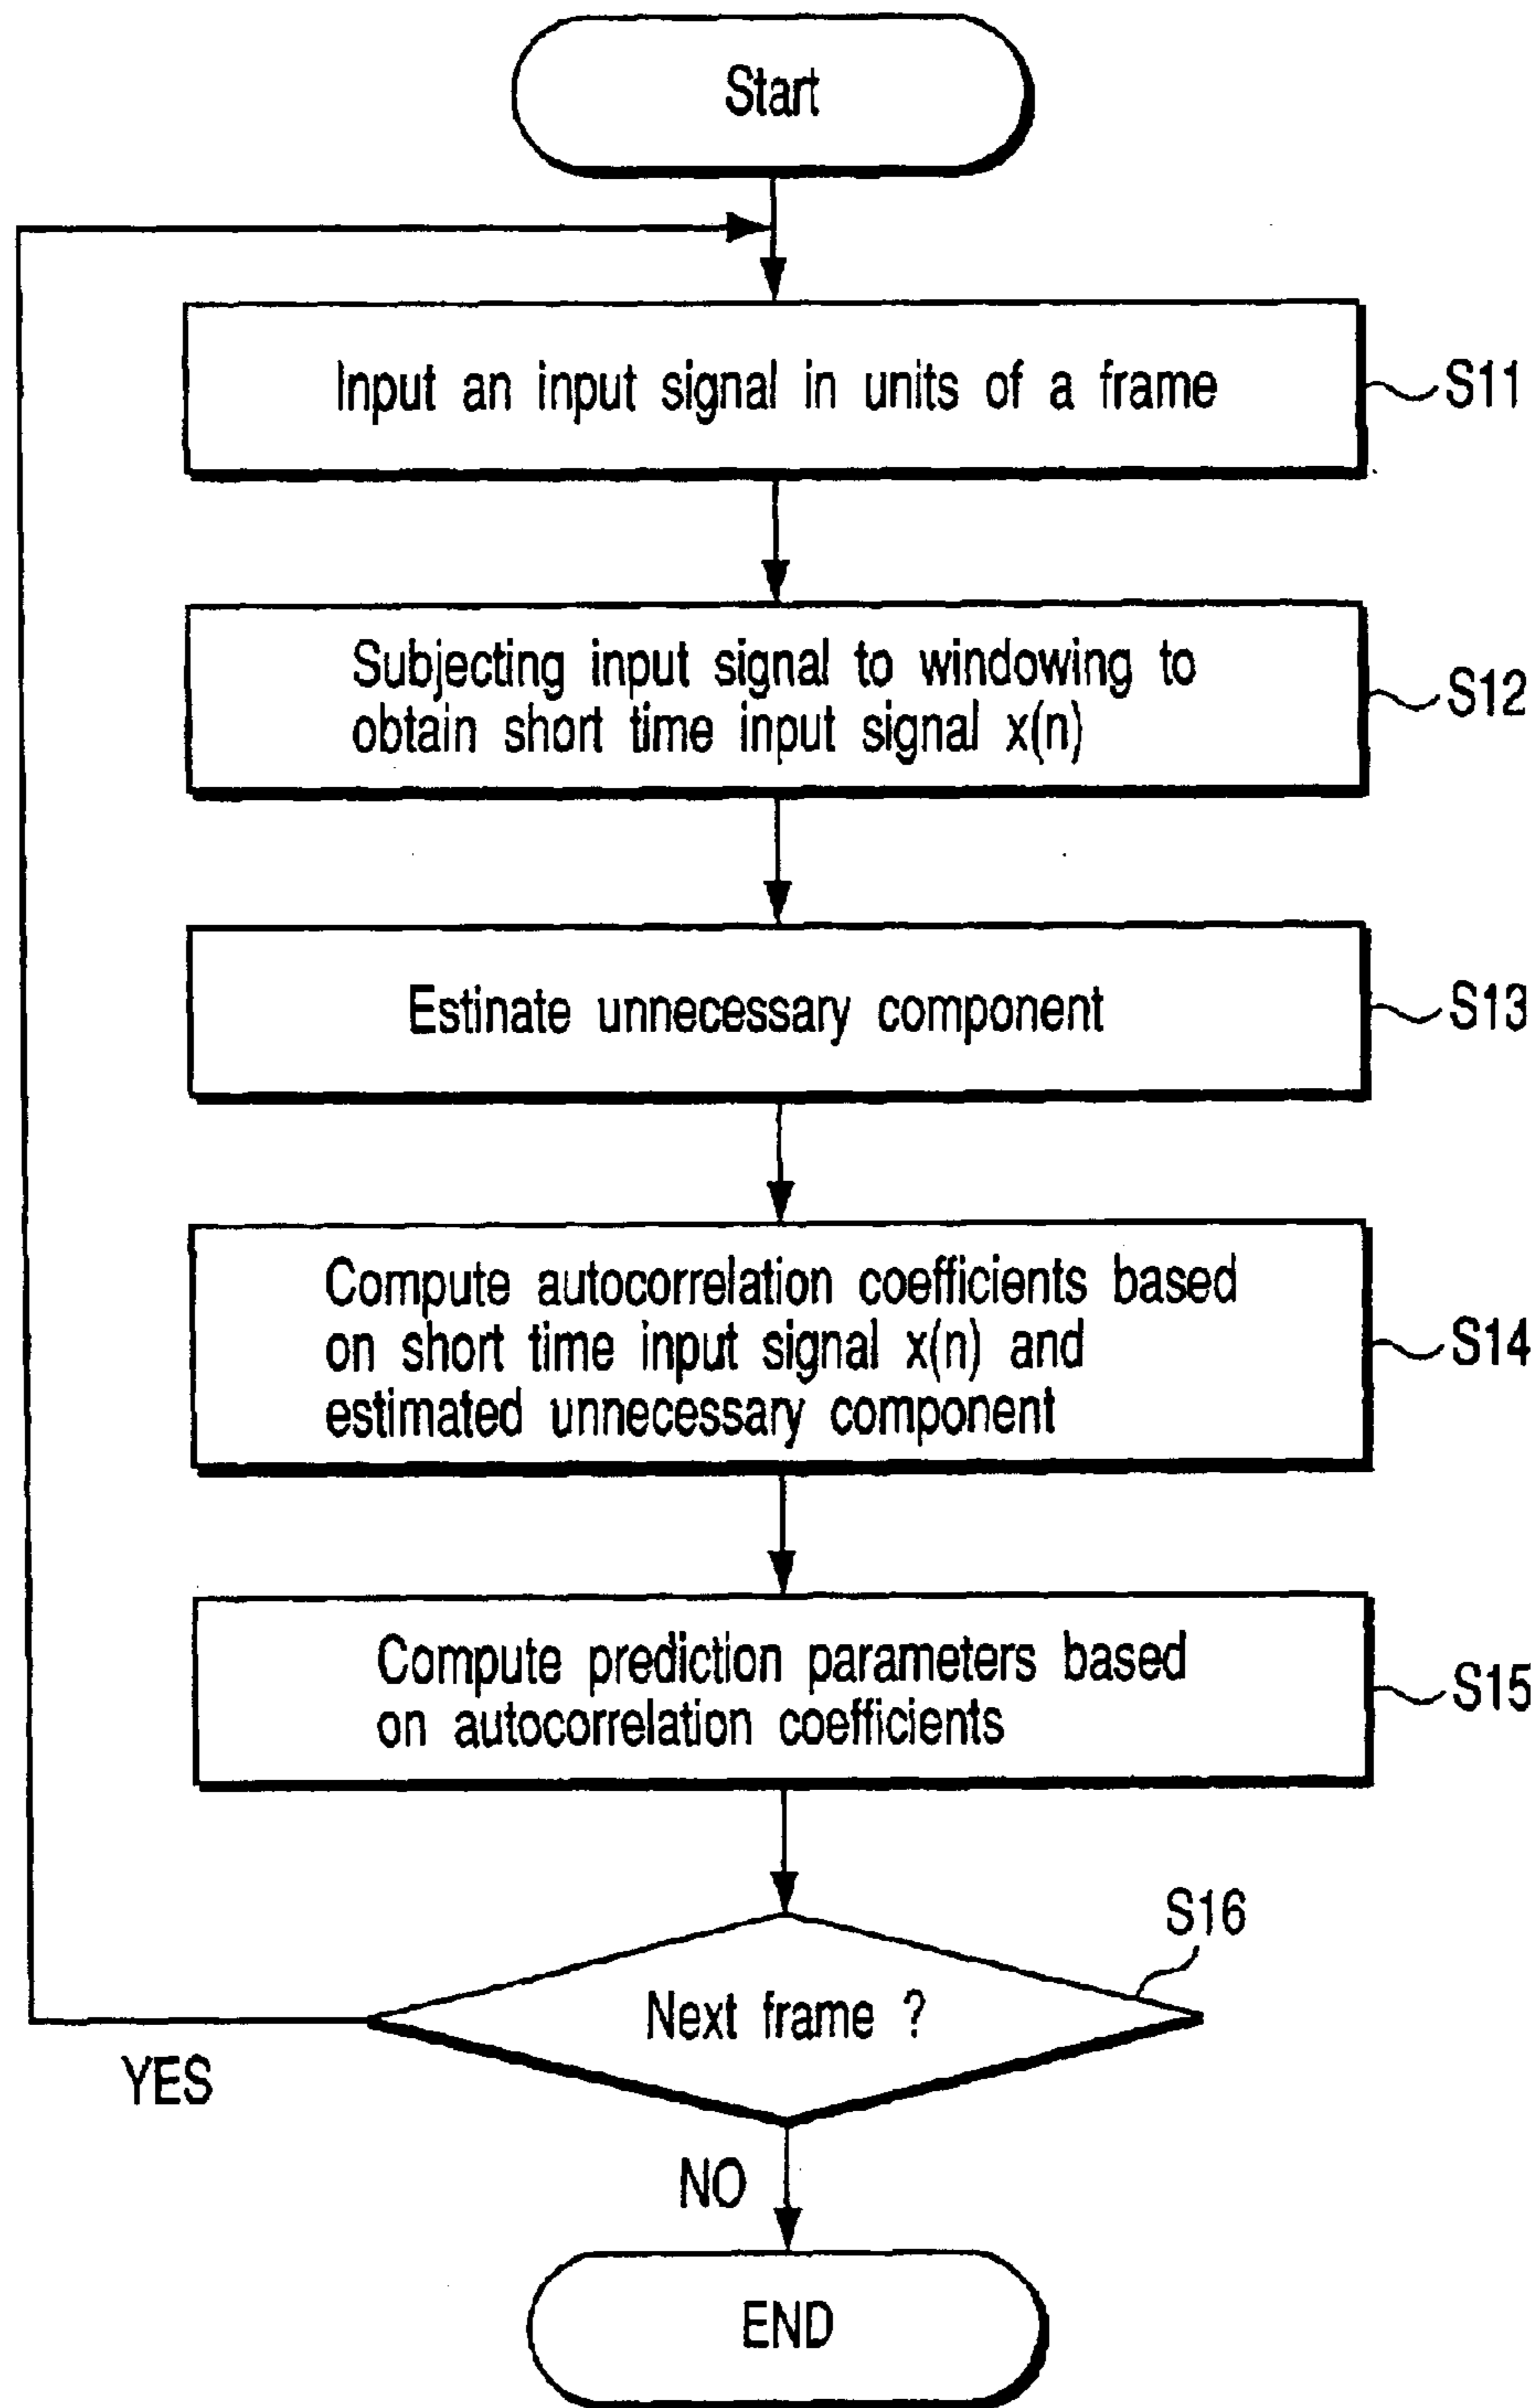 Start
Input an input signal in units of a frame
S11
Subjecting input signal to windowing to
obtain short time input signal x(n)
S12
Estinate unnecessary component
S13
Compute autocorrelation coefficients based
on short time input signal x(n) and
estimated unnecessary component
S14
Compute prediction parameters based
on autocorrelation coefficients
S15
S16
Next frame ?
YES
NO
END